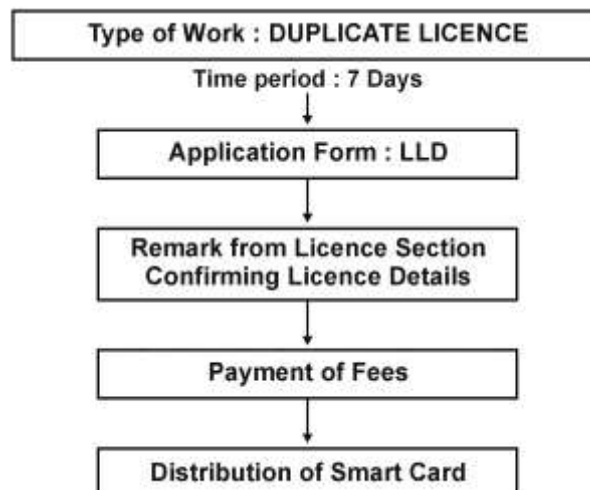 Type of Work : DUPLICATE LICENCE
Time period : 7 Days
Application Form : LLD
Remark from Licence Section
Confirming Licence Details
Payment of Fees
Distribution of Smart Card